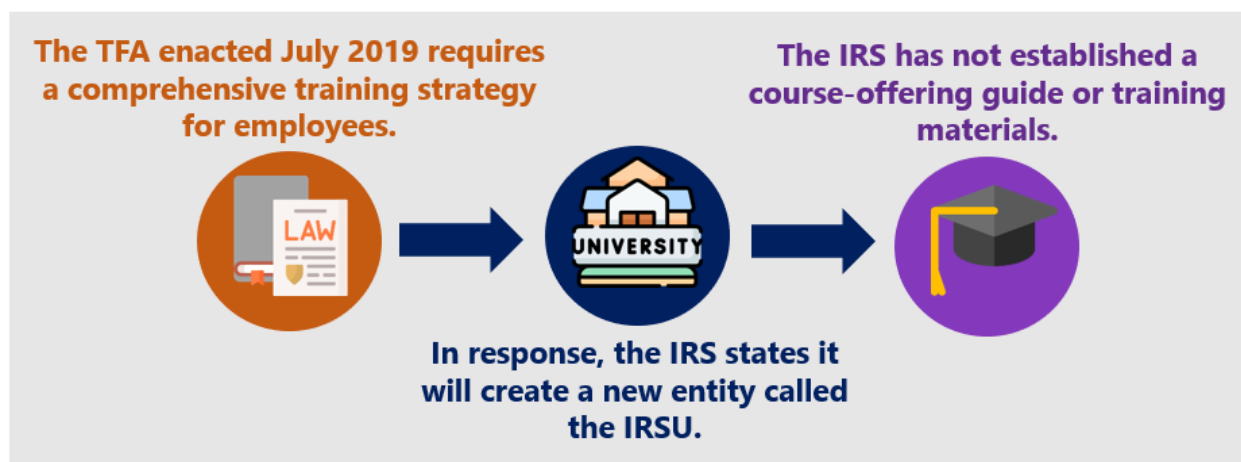 The TFA enacted July 2019 requires
a comprehensive training strategy
for employees.
LAW
UNIVERSITY
In response, the IRS states it
will create a new entity called
the IRSU.
The IRS has not established a
course-offering guide or training
materials.